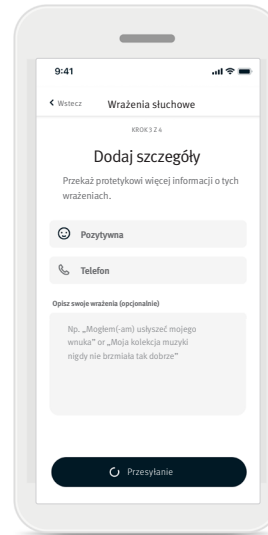 9:41
Wstecz
Wrażenia słuchowe
KROK 3 Z 4
Dodaj szczegóły
Przekaż protetykowi więcej informacji o tych
wrażeniach.
Pozytywna
Telefon
Opisz swoje wrażenia (opcjonalnie)
Np. „Mogłem(-am) usłyszeć mojego
wnuka” or „Moja kolekcja muzyki
nigdy nie brzmiała tak dobrze”
Przesyłanie